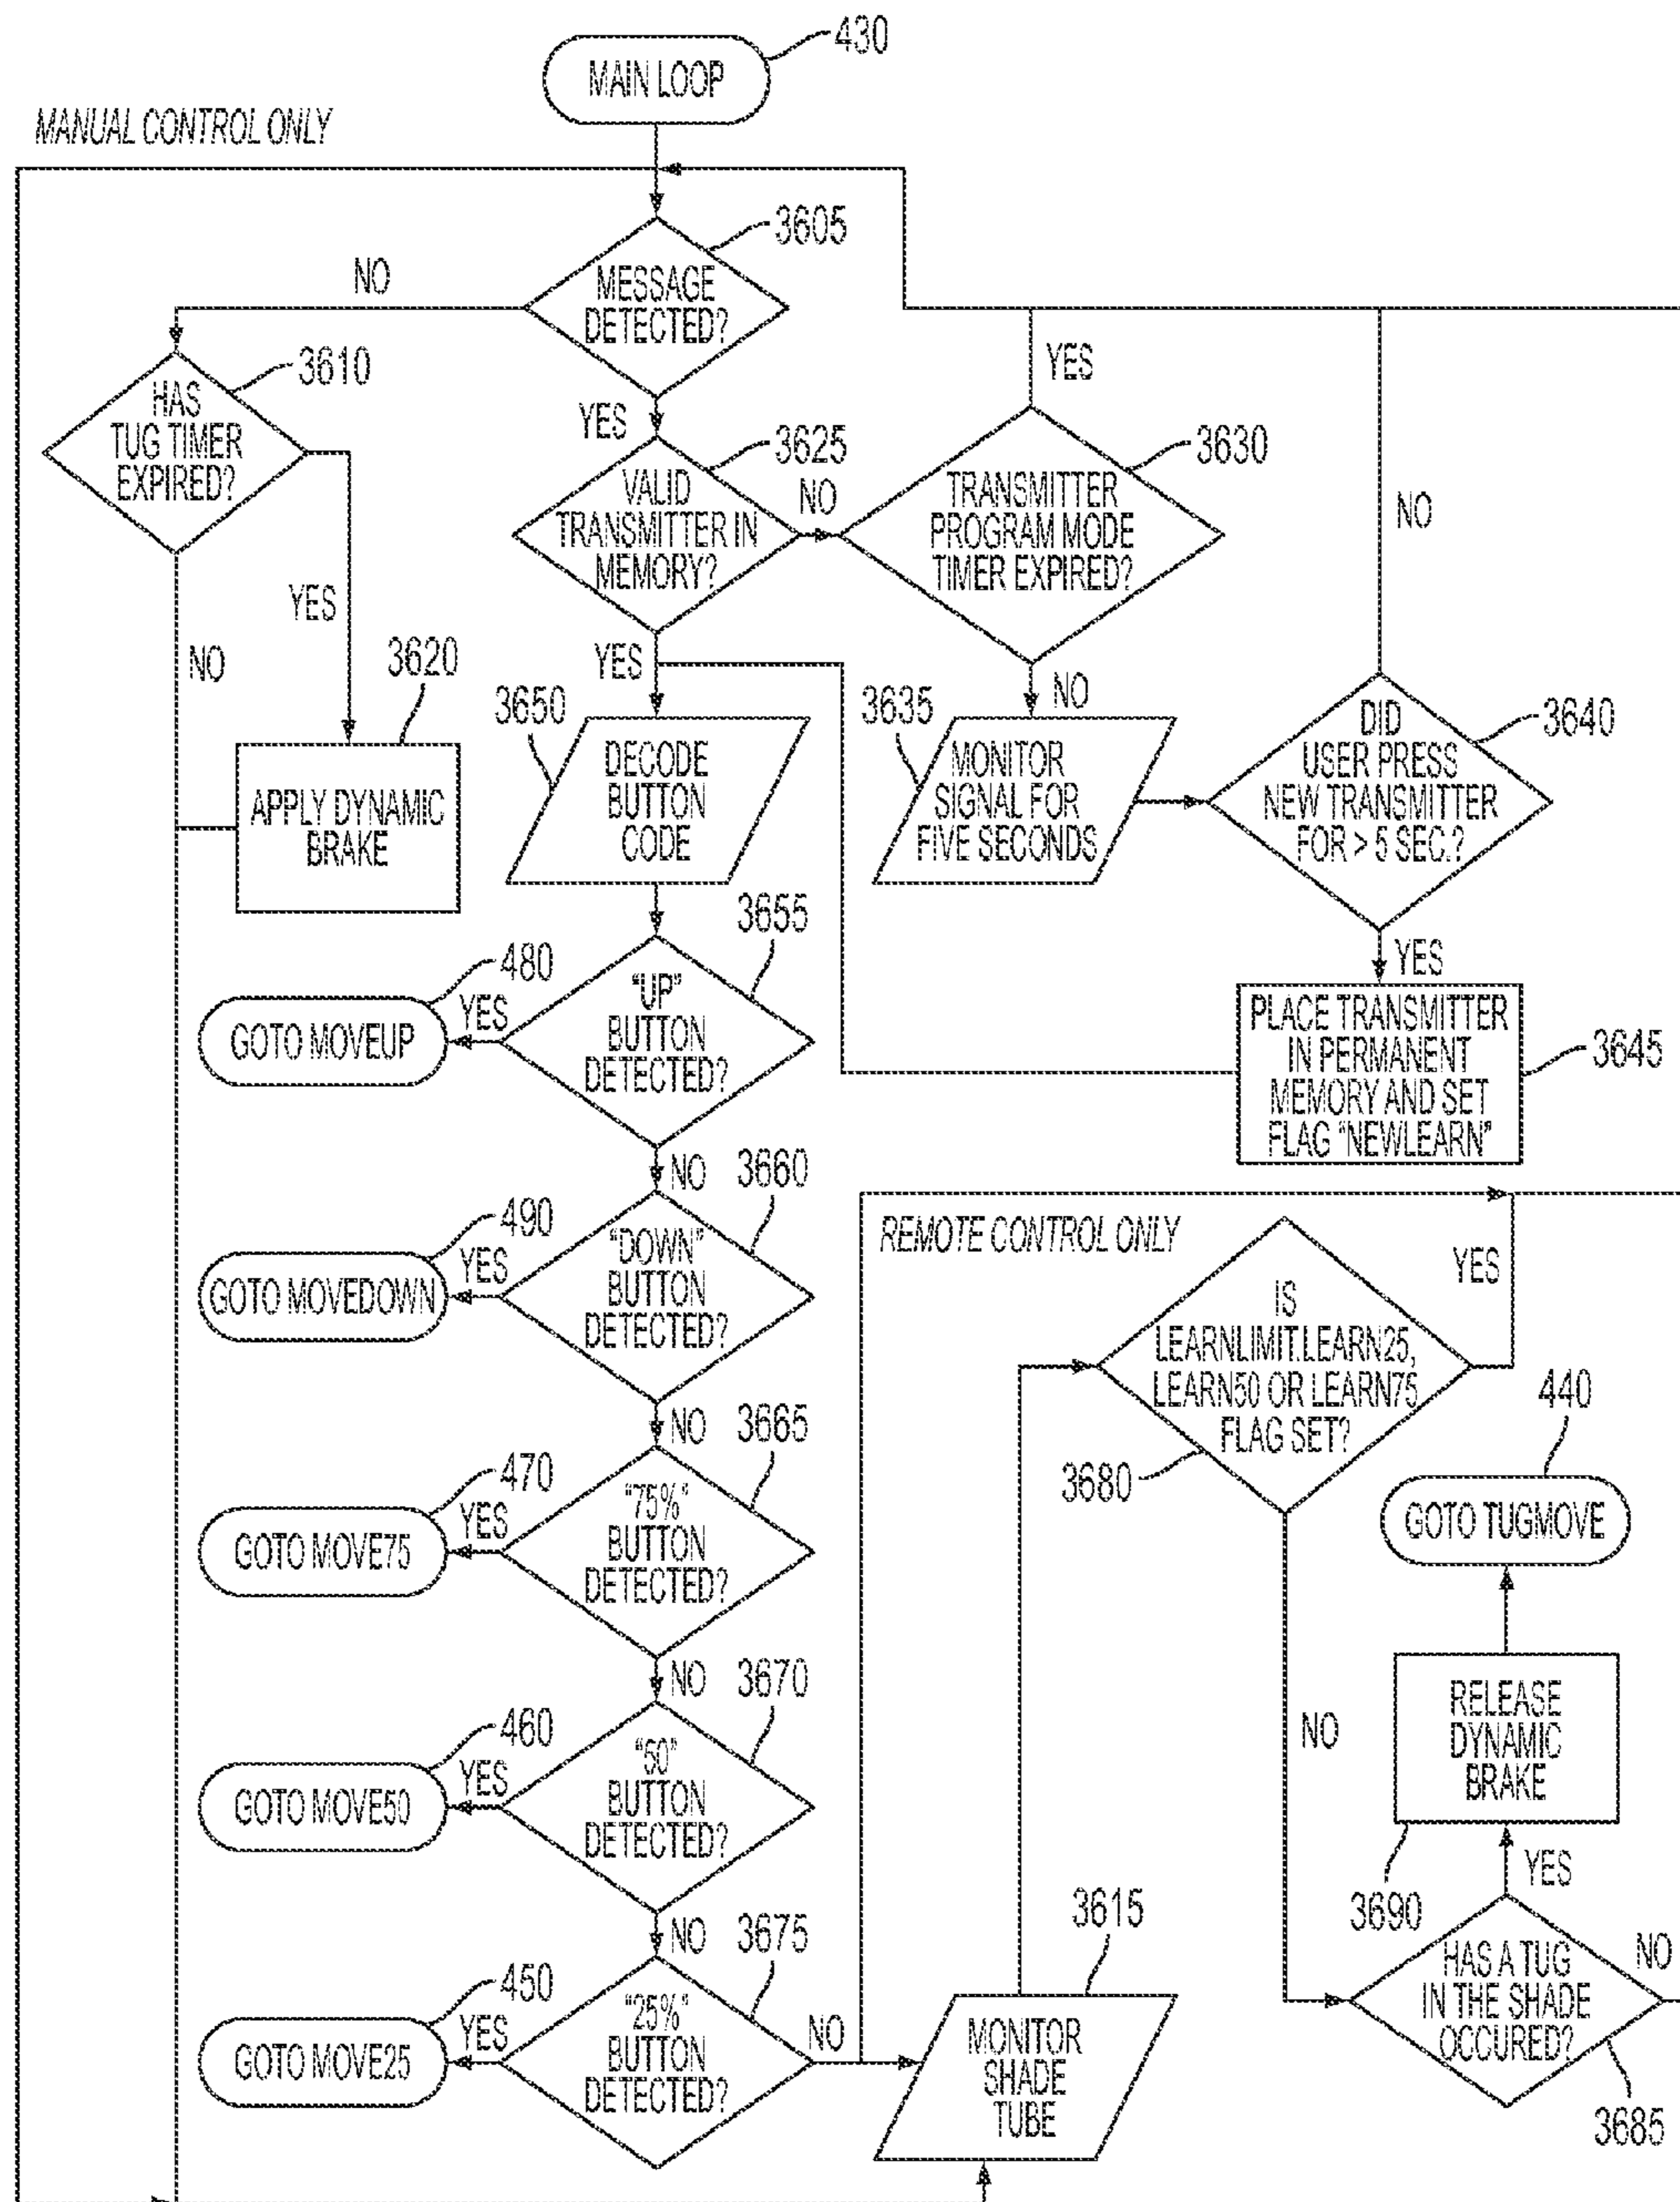 430
MAIN LOOP
MANUAL CONTROL ONLY
3605
MESSAGE
DETECTED?
NO
YES
3610
HAS
TUG TIMER
EXPIRED?
YES
NO
3620
APPLY DYNAMIC
BRAKE
3625
VALID
TRANSMITTER IN
MEMORY?
NO
YES
3630
TRANSMITTER
PROGRAM MODE
TIMER EXPIRED?
YES
NO
3635
MONITOR
SIGNAL FOR
FIVE SECONDS
3640
DID
USER PRESS
NEW TRANSMITTER
FOR > 5 SEC.?
NO
YES
PLACE TRANSMITTER
IN PERMANENT
MEMORY AND SET
FLAG "NEWLEARN"
3645
3650
DECODE
BUTTON
CODE
3655
"UP"
BUTTON
DETECTED?
YES
480
GOTO MOVEUP
NO
3660
"DOWN"
BUTTON
DETECTED?
YES
490
GOTO MOVEDOWN
NO
3665
"75%"
BUTTON
DETECTED?
YES
470
GOTO MOVE75
NO
3670
"50"
BUTTON
DETECTED?
YES
460
GOTO MOVE50
NO
3675
"25%"
BUTTON
DETECTED?
YES
450
GOTO MOVE25
NO
3615
MONITOR
SHADE
TUBE
REMOTE CONTROL ONLY
IS
LEARNLIMIT.LEARN25,
LEARN50 OR LEARN75
FLAG SET?
3680
YES
NO
440
GOTO TUGMOVE
RELEASE
DYNAMIC
BRAKE
3690
YES
HAS A TUG
IN THE SHADE
OCCURED?
NO
3685